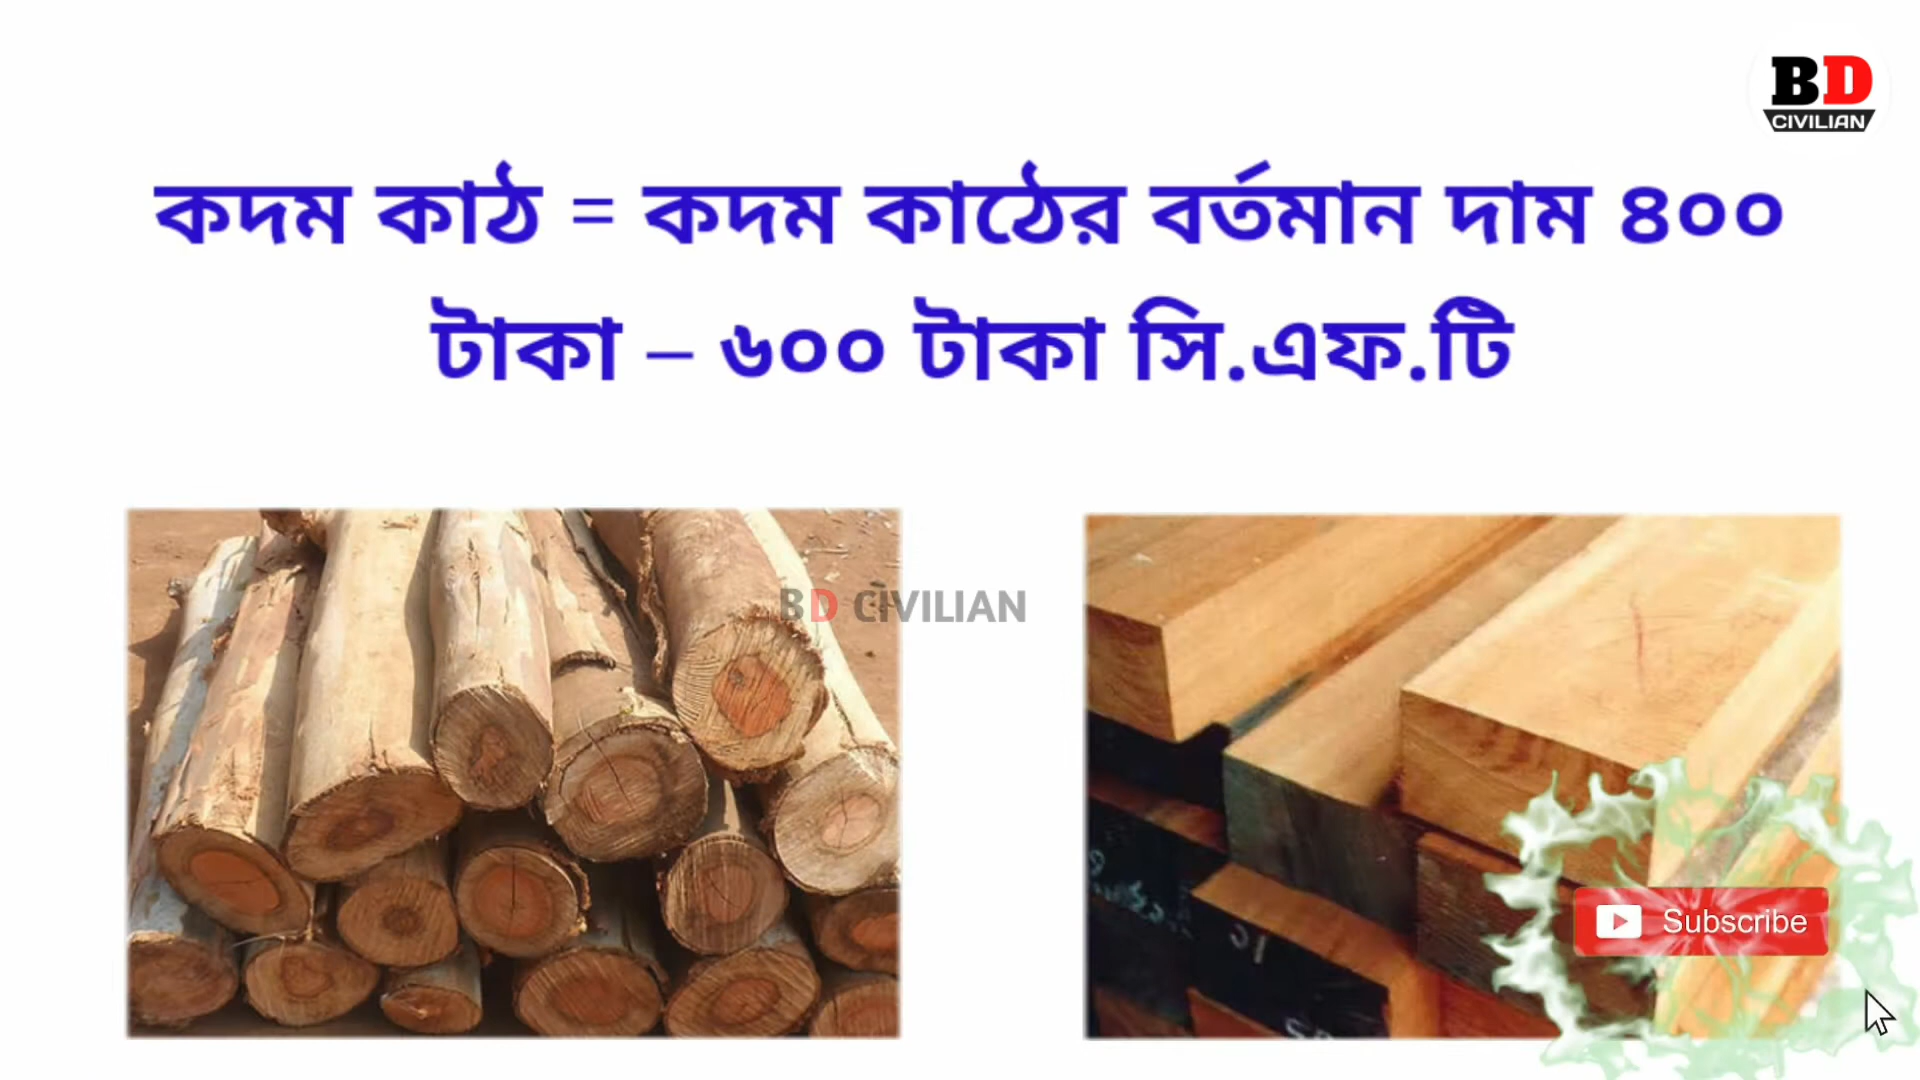 BD
CIVILIAN
কদম কাঠ = কদম কাঠের বর্তমান দাম ৪০০
টাকা – ৬০০ টাকা সি.এফ.টি
BD CIVILIAN
Subscribe